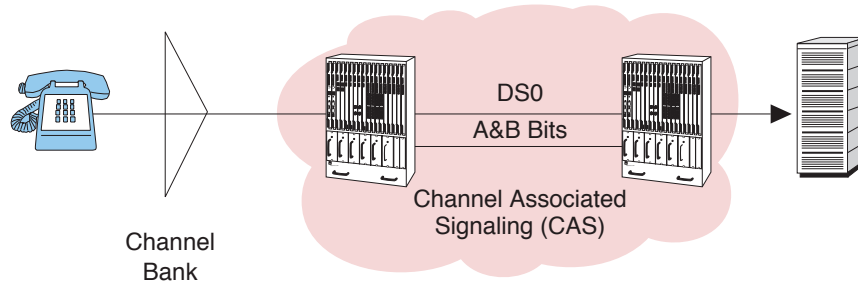 DS0
A&B Bits
Channel Associated
Signaling (CAS)
Channel
Bank